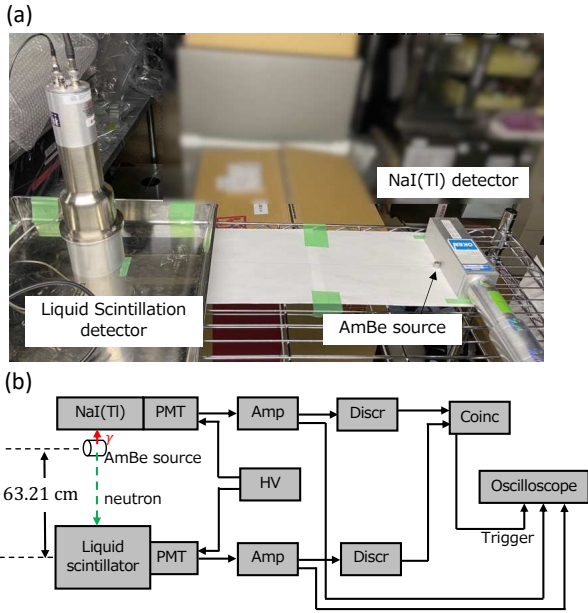 (a)
NaI(Tl) detector
OKEN
Liquid Scintillation
detector
AmBe source
(b)
NaI(Tl)
PMT
Amp
Discr
Coinc
γ
AmBe source
63.21 cm
HV
Oscilloscope
neutron
Trigger
Liquid
scintillator
PMT
Amp
Discr